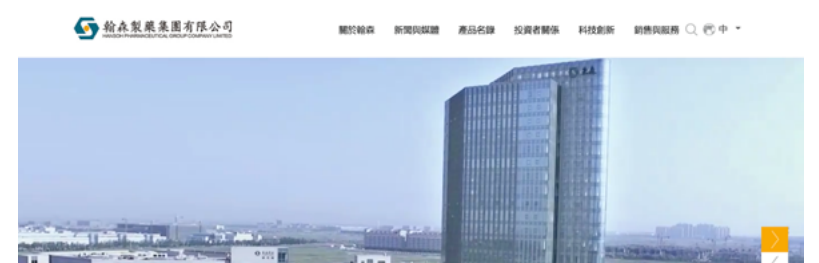 翰森製藥集團有限公司
HANSOH PHARMACEUTICAL GROUP COMPANY LIMITED
關於翰森 新聞與媒體 產品名錄 投資者關係 科技創新 銷售與服務 中